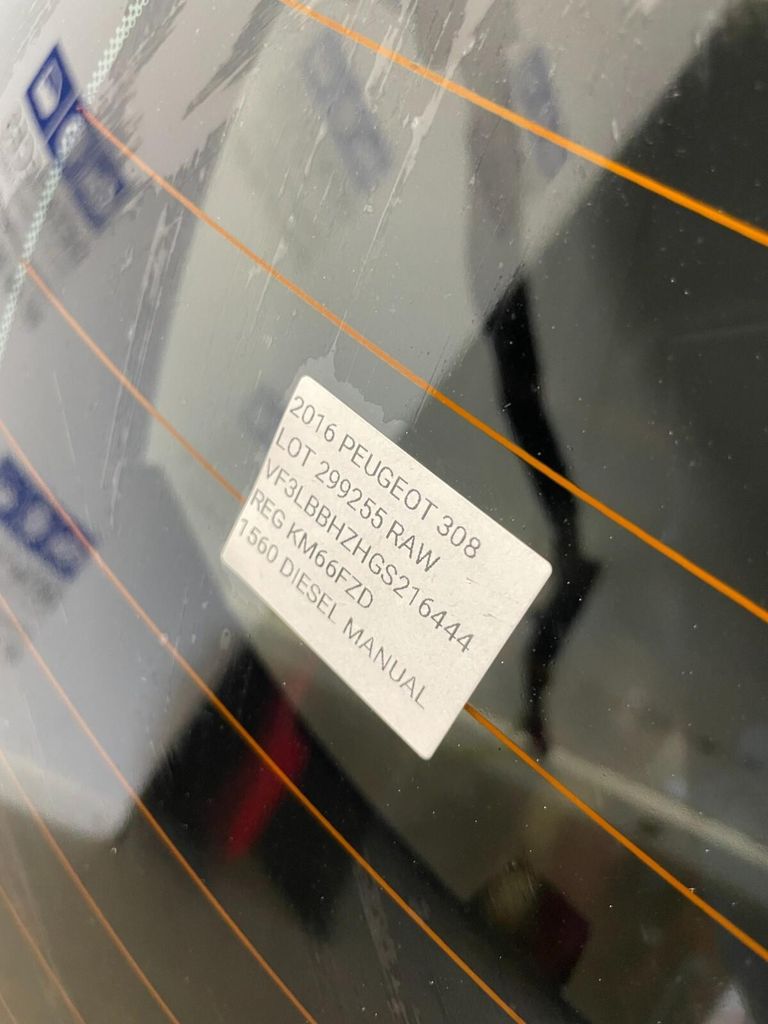 2016 PEUGEOT 308
LOT 299255 RAW
VF3LBBHZHGS216444
REG KM66FZD
1560 DIESEL MANUAL